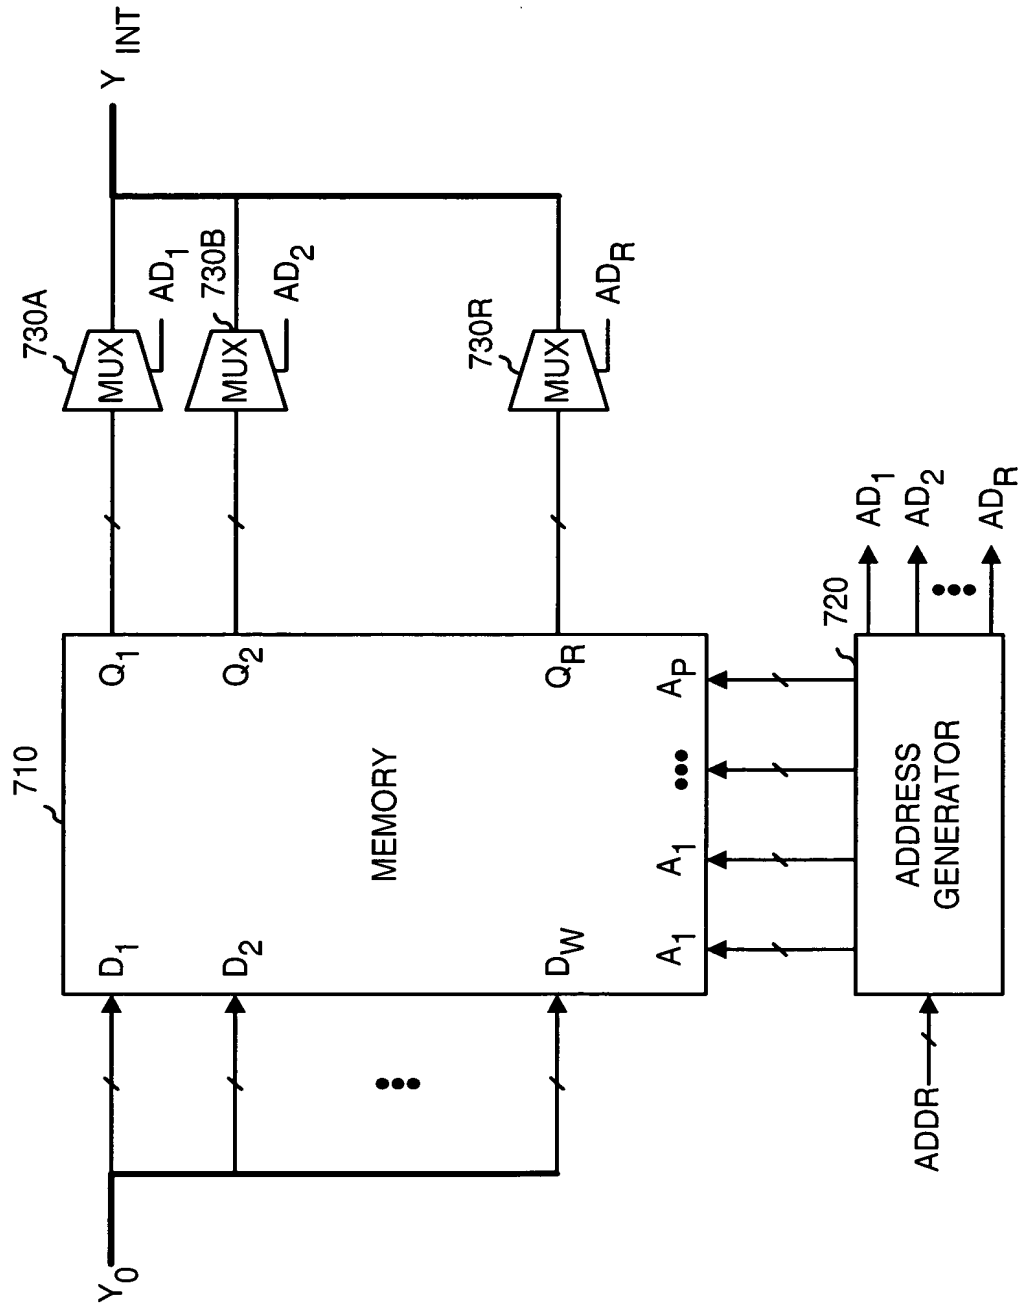 Y0
D1
D2
DW
710
MEMORY
Q1
Q2
QR
A1
A1
AP
730A
MUX
AD1
730B
MUX
AD2
730R
MUX
ADR
Y INT
ADDR
720
ADDRESS
GENERATOR
AD1
AD2
ADR